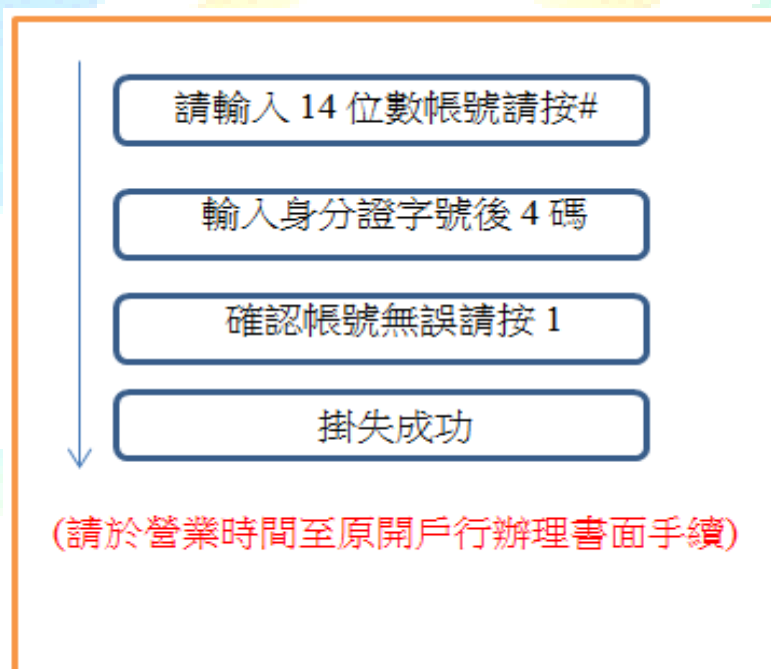 請輸入 14 位數帳號請按#
輸入身分證字號後 4 碼
確認帳號無誤請按 1
掛失成功
(請於營業時間至原開戶行辦理書面手續)